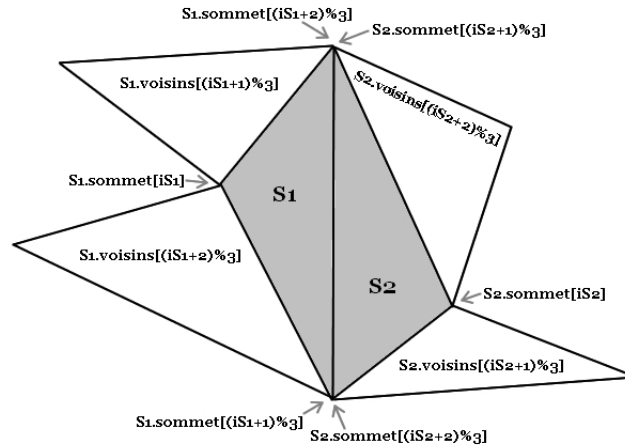 S1.sommet[(iS1+2)%3]
S2.sommet[(iS2+1)%3]
S1.voisins[(iS1+1)%3]
S2.voisins[(iS2+2)%3]
S1.sommet[iS1]
S1
S1.voisins[(iS1+2)%3]
S2
S2.sommet[iS2]
S2.voisins[(iS2+1)%3]
S1.sommet[(iS1+1)%3]
S2.sommet[(iS2+2)%3]